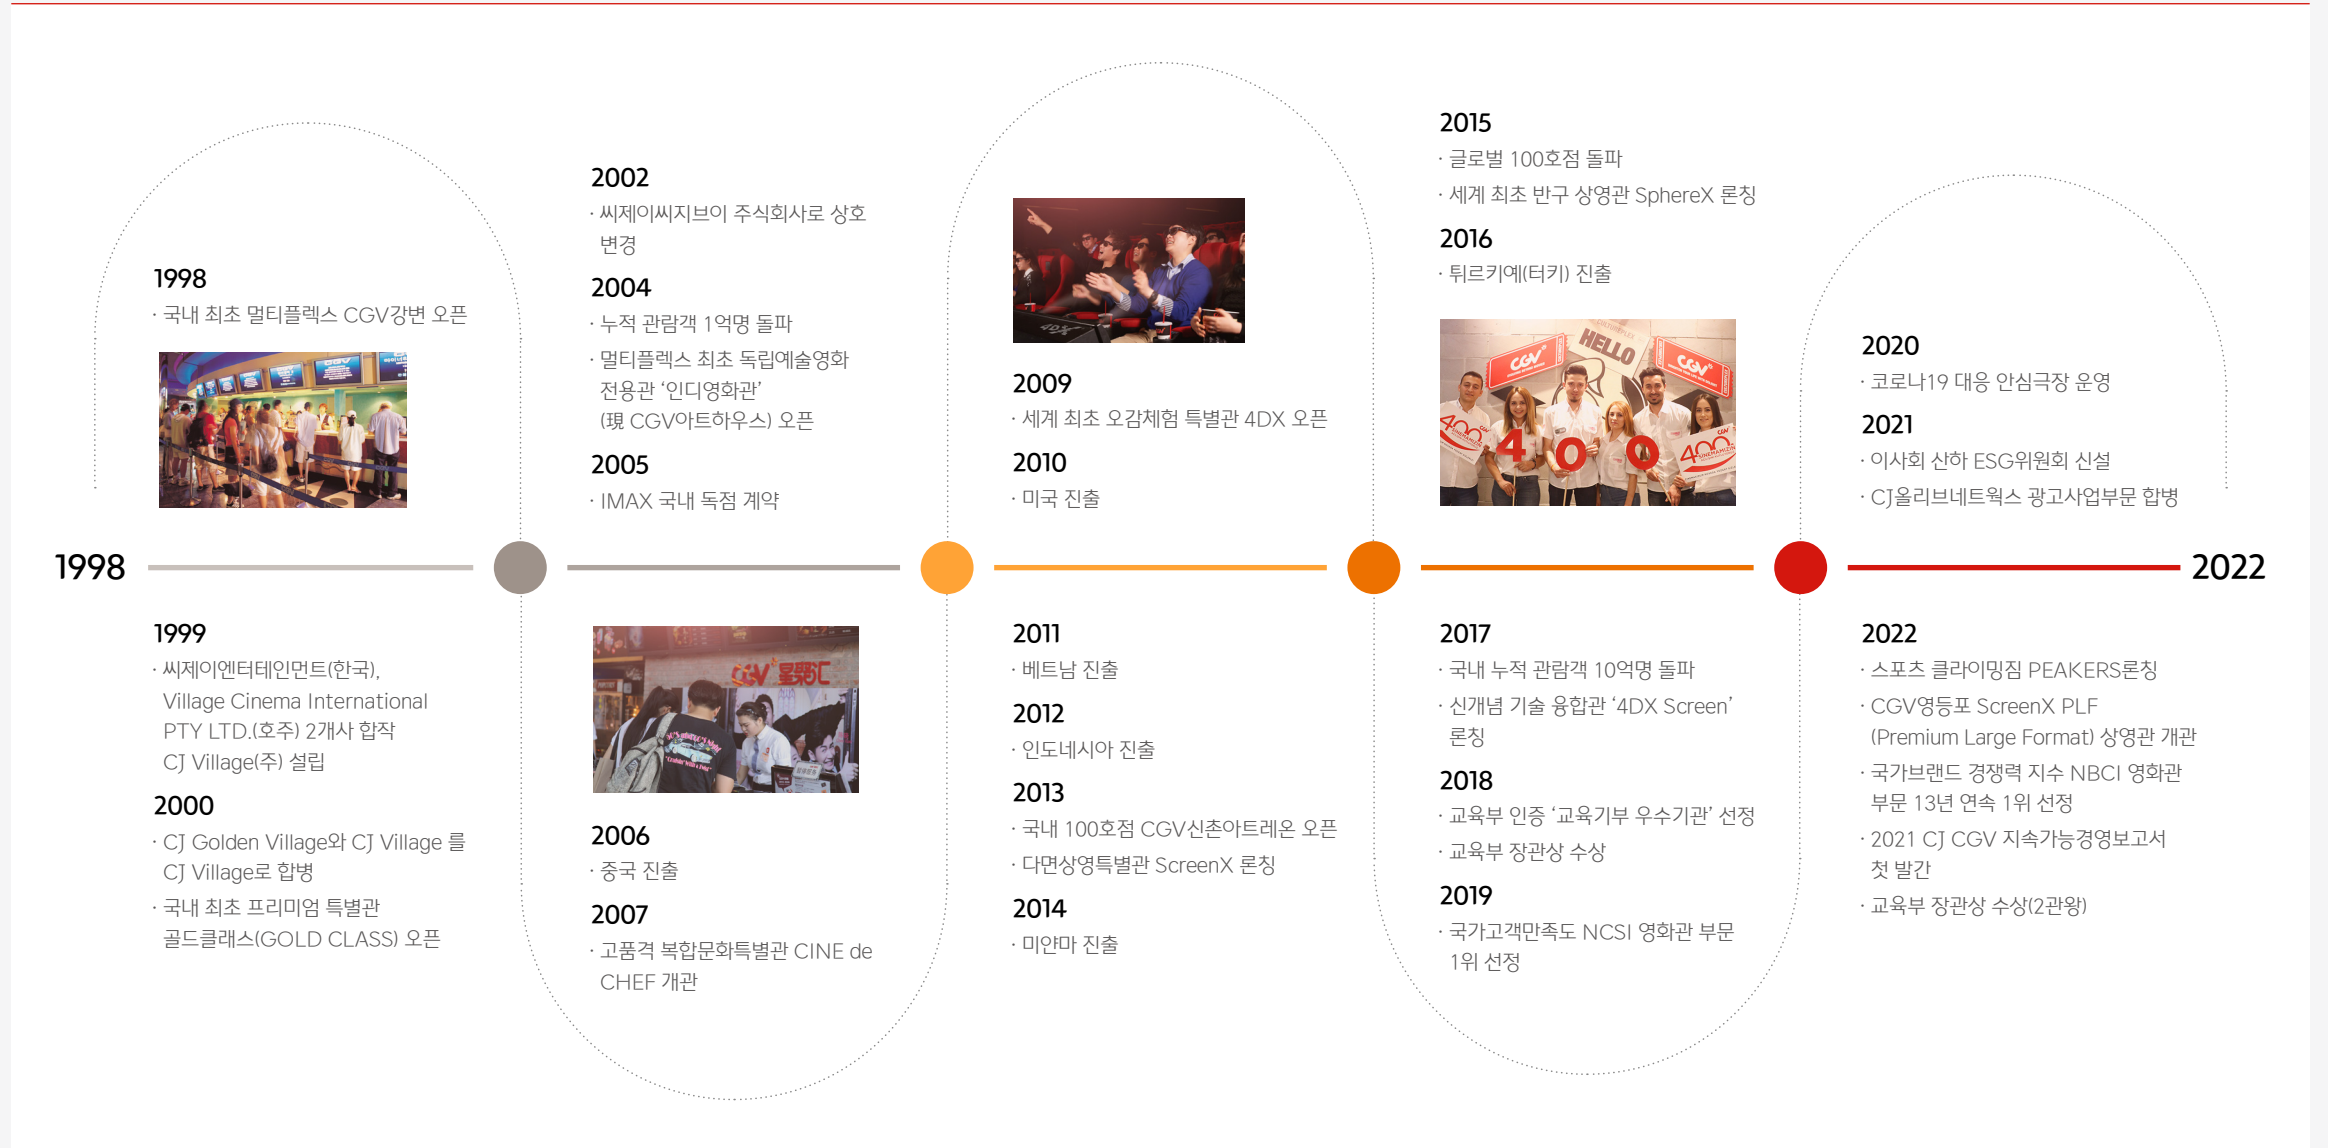 1998
· 국내 최초 멀티플렉스 CGV강변 오픈
1998
1999
· 씨제이엔터테인먼트(한국),
Village Cinema International
PTY LTD.(호주) 2개사 합작
CJ Village(주) 설립
2000
· CJ Golden Village와 CJ Village 를
CJ Village로 합병
· 국내 최초 프리미엄 특별관
골드클래스(GOLD CLASS) 오픈
2002
· 씨제이씨지브이 주식회사로 상호
변경
2004
· 누적 관람객 1억명 돌파
· 멀티플렉스 최초 독립예술영화
전용관 ‘인디영화관’
(現 CGV아트하우스) 오픈
2005
· IMAX 국내 독점 계약
CGV 星聚汇
2006
· 중국 진출
2007
· 고품격 복합문화특별관 CINE de
CHEF 개관
4DX
2009
· 세계 최초 오감체험 특별관 4DX 오픈
2010
· 미국 진출
2011
· 베트남 진출
2012
· 인도네시아 진출
2013
· 국내 100호점 CGV신촌아트레온 오픈
· 다면상영특별관 ScreenX 론칭
2014
· 미얀마 진출
2015
· 글로벌 100호점 돌파
· 세계 최초 반구 상영관 SphereX 론칭
2016
· 튀르키예(터키) 진출
HELLO
CGV
CGV
400
400
400
2017
· 국내 누적 관람객 10억명 돌파
· 신개념 기술 융합관 ‘4DX Screen’
론칭
2018
· 교육부 인증 ‘교육기부 우수기관’ 선정
· 교육부 장관상 수상
2019
· 국가고객만족도 NCSI 영화관 부문
1위 선정
2020
· 코로나19 대응 안심극장 운영
2021
· 이사회 산하 ESG위원회 신설
· CJ올리브네트웍스 광고사업부문 합병
2022
2022
· 스포츠 클라이밍짐 PEAKERS론칭
· CGV영등포 ScreenX PLF
(Premium Large Format) 상영관 개관
· 국가브랜드 경쟁력 지수 NBCI 영화관
부문 13년 연속 1위 선정
· 2021 CJ CGV 지속가능경영보고서
첫 발간
· 교육부 장관상 수상(2관왕)